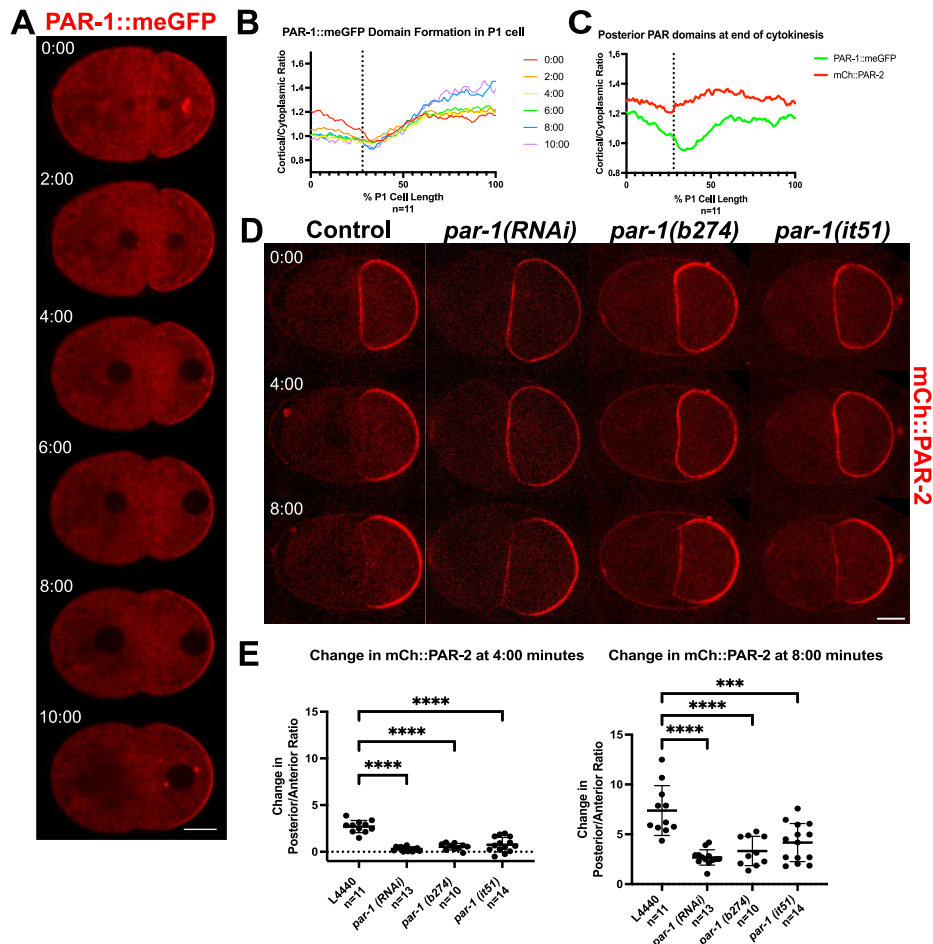 A
PAR-1::meGFP
0:00
2:00
4:00
6:00
8:00
10:00
B
PAR-1::meGFP Domain Formation in P1 cell
Cortical/Cytoplasmic Ratio
1.6
1.4
1.2
1.0
0.8
0
50
100
% P1 Cell Length
n=11
0:00
2:00
4:00
6:00
8:00
10:00
C
Posterior PAR domains at end of cytokinesis
Cortical/Cytoplasmic Ratio
1.6
1.4
1.2
1.0
0.8
0
50
100
% P1 Cell Length
n=11
PAR-1::meGFP
mCh::PAR-2
D
Control
par-1(RNAi)
par-1(b274)
par-1(it51)
0:00
4:00
8:00
mCh::PAR-2
E
Change in mCh::PAR-2 at 4:00 minutes
Change in
Posterior/Anterior Ratio
15
10
5
0
****
****
****
L4440
n=11
par-1 (RNAi)
n=13
par-1 (b274)
n=10
par-1 (it51)
n=14
Change in mCh::PAR-2 at 8:00 minutes
Change in
Posterior/Anterior Ratio
15
10
5
0
***
****
****
L4440
n=11
par-1 (RNAi)
n=13
par-1 (b274)
n=10
par-1 (it51)
n=14